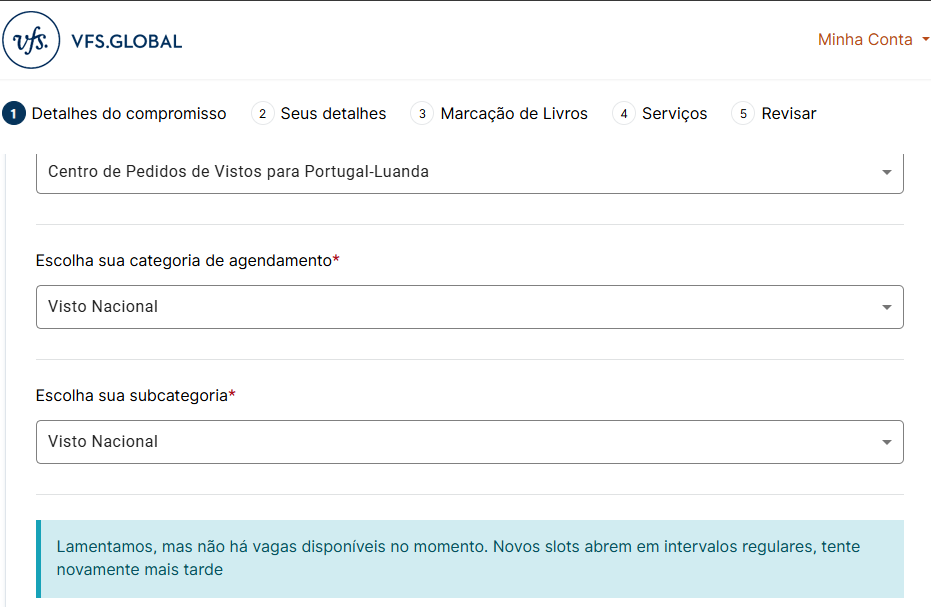 vfs. VFS.GLOBAL
Minha Conta
1 Detalhes do compromisso 2 Seus detalhes 3 Marcação de Livros 4 Serviços 5 Revisar
Centro de Pedidos de Vistos para Portugal-Luanda
Escolha sua categoria de agendamento*
Visto Nacional
Escolha sua subcategoria*
Visto Nacional
Lamentamos, mas não há vagas disponíveis no momento. Novos slots abrem em intervalos regulares, tente
novamente mais tarde